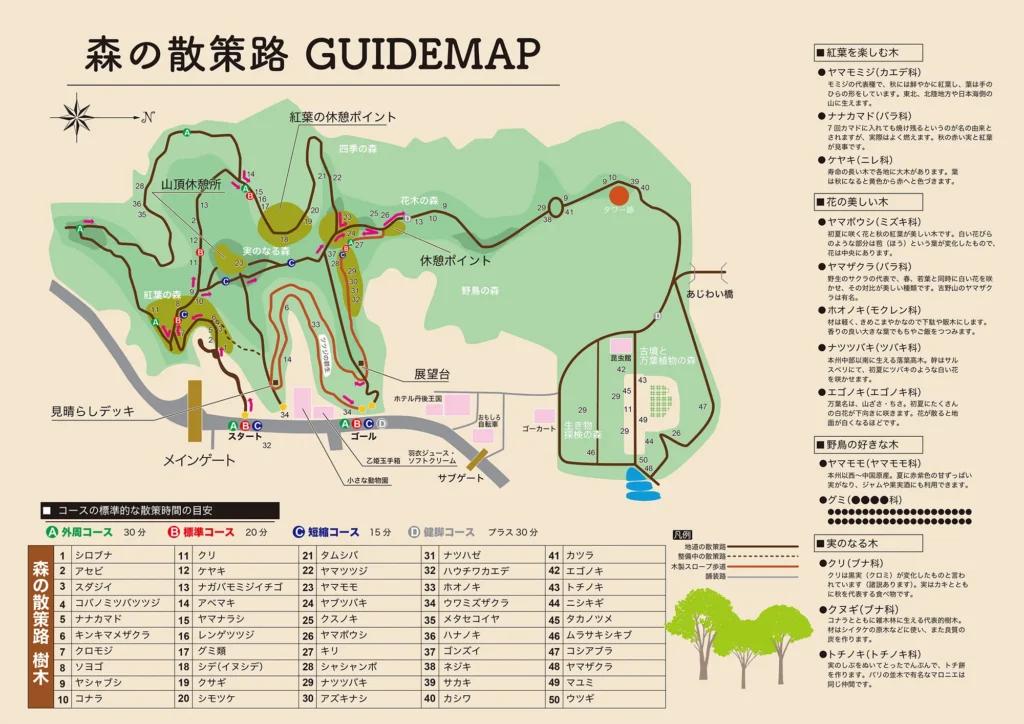 森の散策路 GUIDEMAP
N
紅葉の休憩ポイント
四季の森
山頂休憩所
花木の森
実のなる森
休憩ポイント
野鳥の森
タワー跡
あじわい橋
紅葉の森
ツツジの群生
展望台
見晴らしデッキ
昆虫館
古墳と
万葉植物の森
生き物
探検の森
ホテル丹後王国
おもしろ
自転車
ゴーカート
A B C
スタート
A B C D
ゴール
メインゲート
乙姫玉手箱
羽衣ジュース・
ソフトクリーム
小さな動物園
サブゲート
■ コースの標準的な散策時間の目安
A 外周コース 30分 B 標準コース 20分 C 短縮コース 15分 D 健脚コース プラス30分
森の散策路 樹木
1 シロブナ 11 クリ 21 タムシバ 31 ナツハゼ 41 カツラ
2 アセビ 12 ケヤキ 22 ヤマツツジ 32 ハウチワカエデ 42 エゴノキ
3 スダジイ 13 ナガバモミジイチゴ 23 ヤマモモ 33 ホオノキ 43 トチノキ
4 コバノミツバツツジ 14 アベマキ 24 ヤブツバキ 34 ウワミズザクラ 44 ニシキギ
5 ナナカマド 15 ヤマナラシ 25 クスノキ 35 メタセコイヤ 45 タカノツメ
6 キンキマメザクラ 16 レンゲツツジ 26 ヤマボウシ 36 ハナノキ 46 ムラサキシキブ
7 クロモジ 17 グミ類 27 キリ 37 ゴンズイ 47 コシアブラ
8 ソヨゴ 18 シデ(イヌシデ) 28 シャシャンボ 38 ネジキ 48 ヤマザクラ
9 ヤシャブシ 19 クサギ 29 ナツツバキ 39 サカキ 49 マユミ
10 コナラ 20 シモツケ 30 アズキナシ 40 カシワ 50 ウツギ
凡例
地道の散策路
整備中の散策路
木製スロープ歩道
舗装路
■紅葉を楽しむ木
●ヤマモミジ(カエデ科)
モミジの代表種で、秋には鮮やかに紅葉し、葉は手の
ひらの形をしています。東北、北陸地方や日本海側の
山に生えます。
●ナナカマド(バラ科)
7回カマドに入れても焼け残るというのが名の由来と
されますが、実際はよく燃えます。秋の赤い実と紅葉
が見事です。
●ケヤキ(ニレ科)
寿命の長い木で各地に大木があります。葉
は秋になると黄色から赤へと色づきます。
■花の美しい木
●ヤマボウシ(ミズキ科)
初夏に咲く花と秋の紅葉が美しい木です。白い花びら
のような部分は苞(ほう)という葉が変化したもので、
花は中央にあります。
●ヤマザクラ(バラ科)
野生のサクラの代表で、春、若葉と同時に白い花を咲
かせ、その対比が美しい種類です。吉野山のヤマザク
ラは有名。
●ホオノキ(モクレン科)
材は軽く、きめこまやかなので下駄や版木にします。
香りの良い大きな葉でもちやご飯をつつみます。
●ナツツバキ(ツバキ科)
本州中部以南に生える落葉高木。幹はサル
スベリにて、初夏にツバキのような白い花
を咲かせます。
●エゴノキ(エゴノキ科)
方菓名は、山ざさ・ちさ。初夏にたくさん
の白花が下向きに咲きます。花が散ると地
面が白くなるほどです。
■野鳥の好きな木
●ヤマモモ(ヤマモモ科)
本州以西〜中国原産。夏に赤紫色の甘ずっぱい
実がなり、ジャムや果実酒にも利用できます。
●グミ(●●●●科)
●●●●●●●●●●●●●●●●●●●●●●
●●●●●●●●●●●●●●●●●●●●●●
■実のなる木
●クリ(ブナ科)
クリは黒実(クロミ)が変化したものと言わ
れています(諸説あります)。実はカキととも
に秋を代表する食べ物です。
●クヌギ(ブナ科)
コナラとともに雑木林に生える代表的樹木。
材はシイタケの原木などに使い、また良質の
炭を作ります。
●トチノキ(トチノキ科)
実のしぶをぬいてとったでんぷんで、トチ餅
を作ります。パリの並木で有名なマロニエは
同じ仲間です。